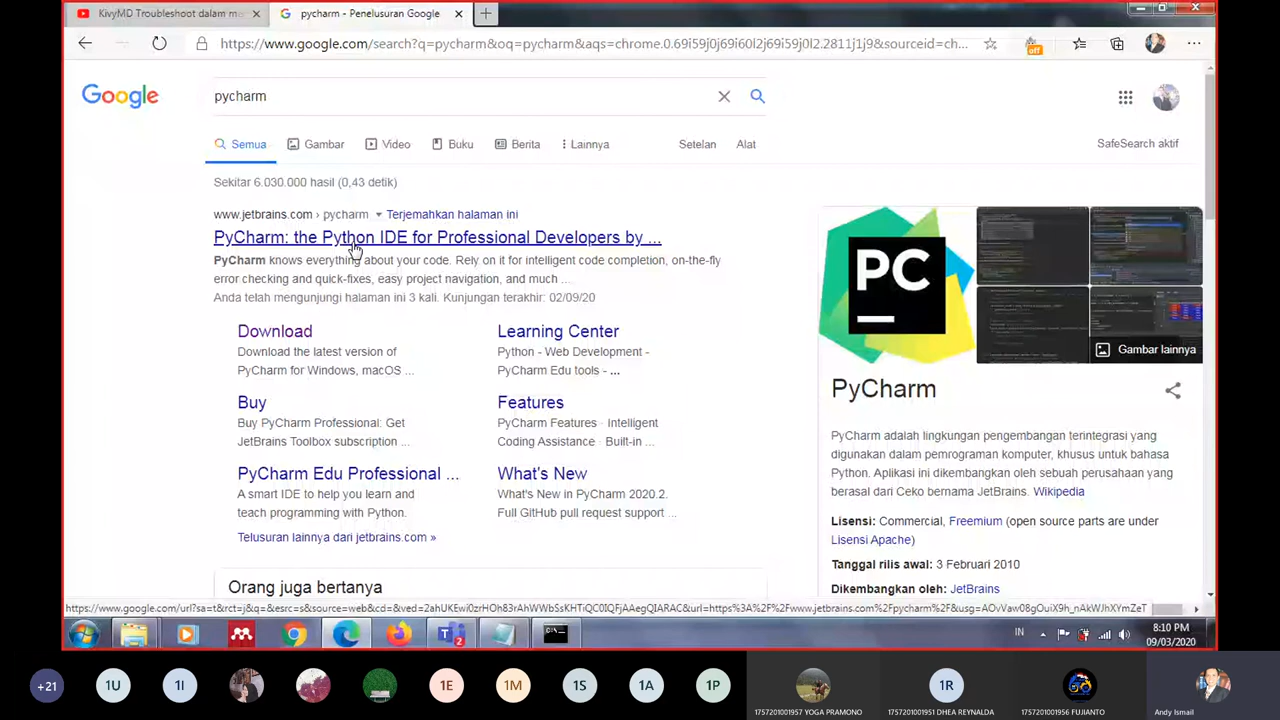 KivyMD Troubleshoot dalam m
pycharm - Penelusuran Google
https://www.google.com/search?q=pycharm&oq=pycharm&aqs=chrome.0.69i59j0j69i60l2j69i59j0l2.2811j1j9&sourceid=ch...
off
Google
pycharm
Semua
Gambar
Video
Buku
Berita
Lainnya
Setelan
Alat
SafeSearch aktif
Sekitar 6.030.000 hasil (0,43 detik)
www.jetbrains.com › pycharm
Terjemahkan halaman ini
PyCharm: the Python IDE for Professional Developers by ...
PyCharm knows everything about your code. Rely on it for intelligent code completion, on-the-fly
error checking and quick-fixes, easy project navigation, and much ...
Anda telah mengunjungi halaman ini 3 kali. Kunjungan terakhir: 02/09/20
Download
Download the latest version of
PyCharm for Windows, macOS ...
Learning Center
Python - Web Development -
PyCharm Edu tools - ...
Buy
Buy PyCharm Professional: Get
JetBrains Toolbox subscription ...
Features
PyCharm Features · Intelligent
Coding Assistance · Built-in ...
PyCharm Edu Professional ...
A smart IDE to help you learn and
teach programming with Python.
What's New
What's New in PyCharm 2020.2.
Full GitHub pull request support ...
Telusuran lainnya dari jetbrains.com »
Orang juga bertanya
PC
Gambar lainnya
PyCharm
PyCharm adalah lingkungan pengembangan terintegrasi yang
digunakan dalam pemrograman komputer, khusus untuk bahasa
Python. Aplikasi ini dikembangkan oleh sebuah perusahaan yang
berasal dari Ceko bernama JetBrains. Wikipedia
Lisensi: Commercial, Freemium (open source parts are under
Lisensi Apache)
Tanggal rilis awal: 3 Februari 2010
Dikembangkan oleh: JetBrains
IN
8:10 PM
09/03/2020
+21
1U
1I
1E
1M
1S
1A
1P
1757201001957 YOGA PRAMONO
1R
1757201001951 DHEA REYNALDA
1757201001956 FUJIANTO
Andy Ismail